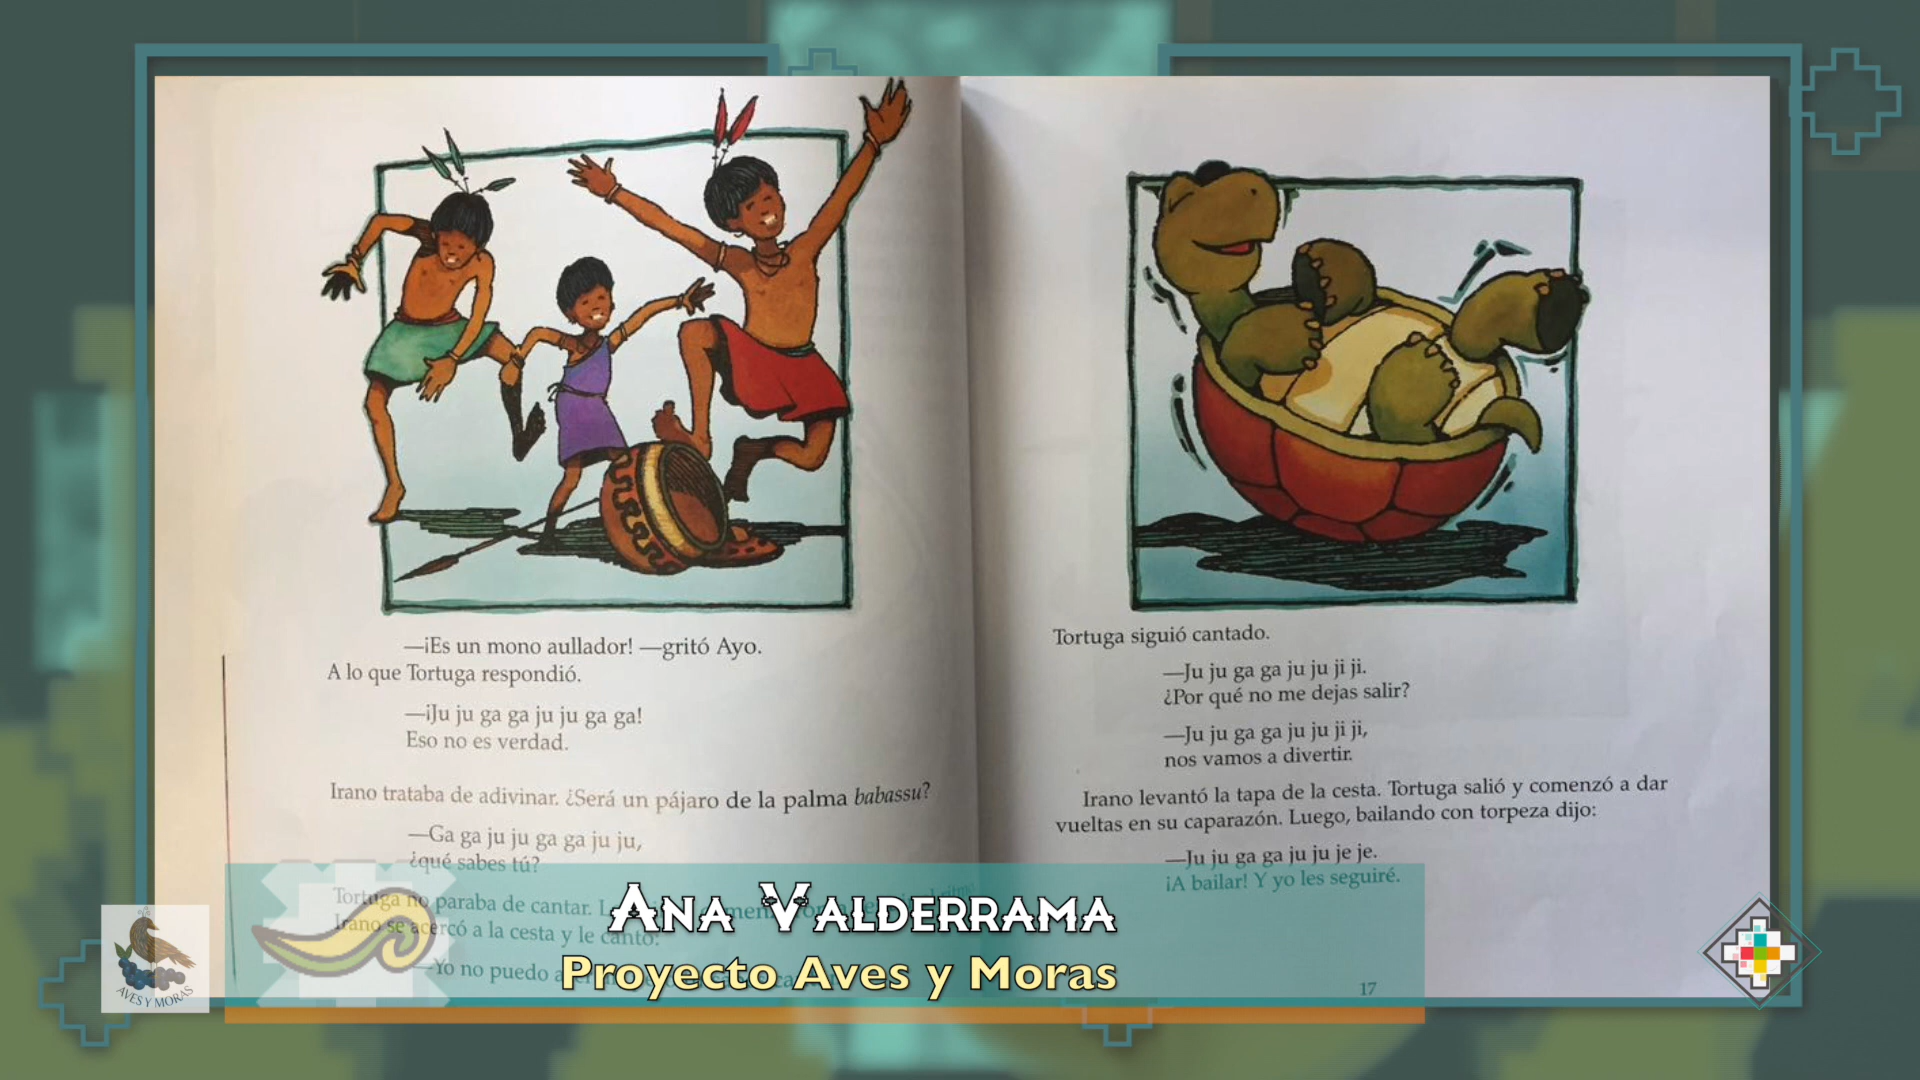 —¡Es un mono aullador! —gritó Ayo.
A lo que Tortuga respondió.
—¡Ju ju ga ga ju ju ga ga!
Eso no es verdad.
Irano trataba de adivinar. ¿Será un pájaro de la palma babassu?
—Ga ga ju ju ga ga ju ju,
¿qué sabes tú?
Tortuga no paraba de cantar.
Irano se acercó a la cesta y le cantó:
—Yo no puedo
Tortuga siguió cantado.
—Ju ju ga ga ju ju ji ji.
¿Por qué no me dejas salir?
—Ju ju ga ga ju ju ji ji,
nos vamos a divertir.
Irano levantó la tapa de la cesta. Tortuga salió y comenzó a dar
vueltas en su caparazón. Luego, bailando con torpeza dijo:
—Ju ju ga ga ju ju je je.
¡A bailar! Y yo les seguiré.
17
Ana Valderrama
Proyecto Aves y Moras
AVES Y MORAS